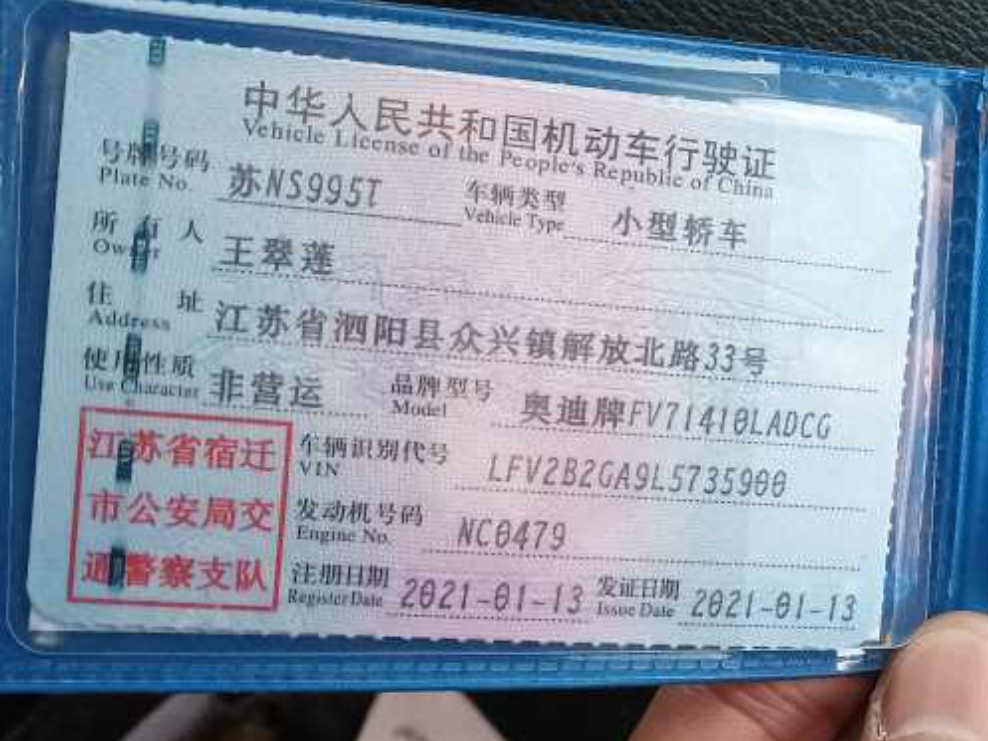 中华人民共和国机动车行驶证
Vehicle License of the People's Republic of China
号牌号码 苏NS995T 车辆类型 小型轿车
Plate No. Vehicle Type
所有人 王翠莲
Owner
住址 江苏省泗阳县众兴镇解放北路33号
Address
使用性质 非营运 品牌型号 奥迪牌FV71410LADCG
Use Character Model
江苏省宿迁
市公安局交
通警察支队
车辆识别代号 LFV2B2GA9L5735900
VIN
发动机号码 NC0479
Engine No.
注册日期 2021-01-13 发证日期 2021-01-13
Register Date Issue Date